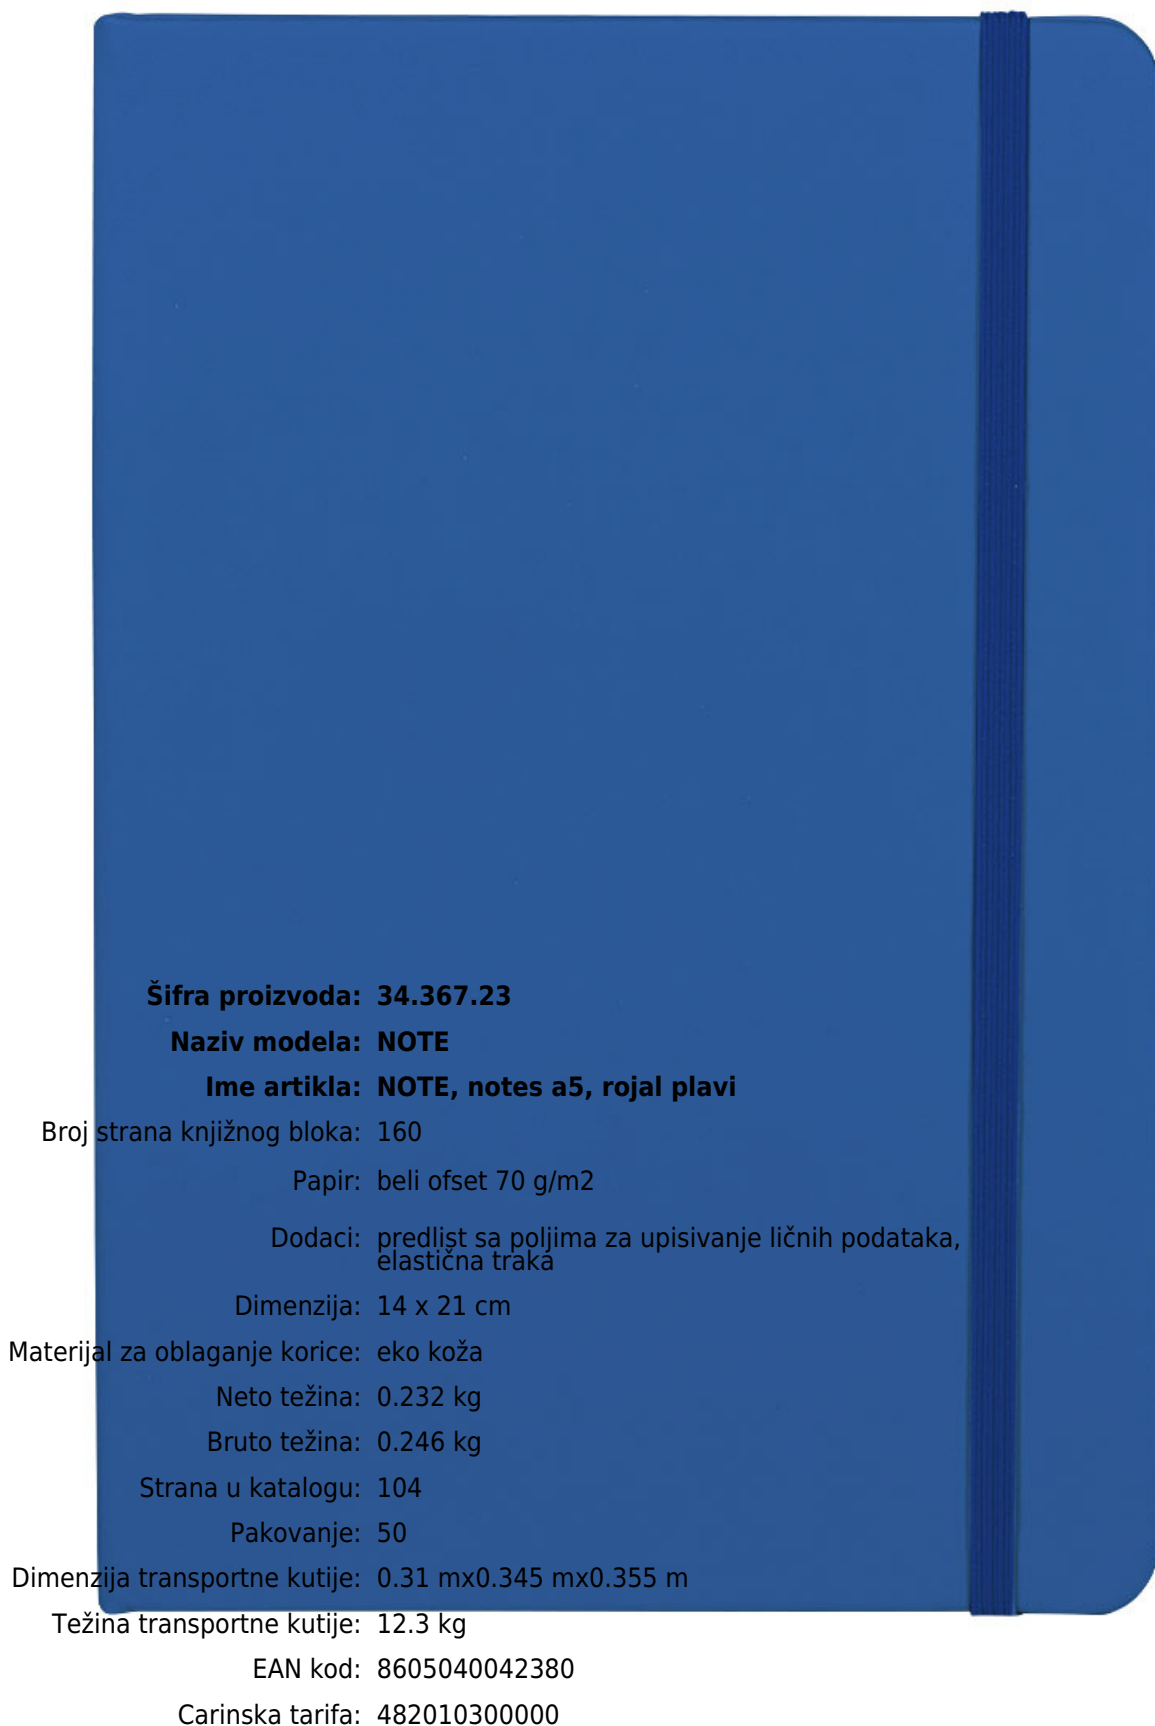 Šifra proizvoda: 34.367.23
Naziv modela: NOTE
Ime artikla: NOTE, notes a5, rojal plavi
Broj strana knjižnog bloka: 160
Papir: beli ofset 70 g/m2
Dodaci: predlist sa poljima za upisivanje ličnih podataka,
elastična traka
Dimenzija: 14 x 21 cm
Materijal za oblaganje korice: eko koža
Neto težina: 0.232 kg
Bruto težina: 0.246 kg
Strana u katalogu: 104
Pakovanje: 50
Dimenzija transportne kutije: 0.31 mx0.345 mx0.355 m
Težina transportne kutije: 12.3 kg
EAN kod: 8605040042380
Carinska tarifa: 482010300000